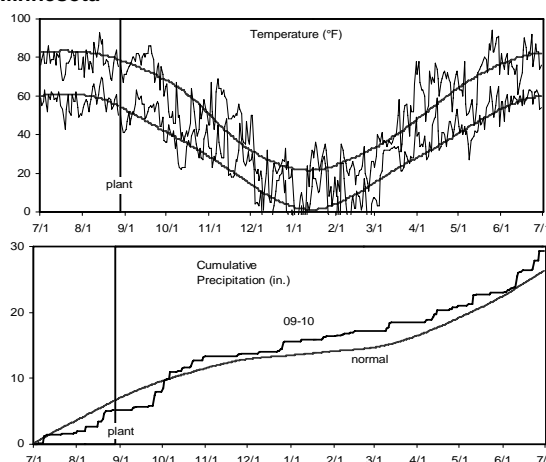 Minnesota
100
Temperature (°F)
80
60
40
20
plant
0
7/1 8/1 9/1 10/1 11/1 12/1 1/1 2/1 3/1 4/1 5/1 6/1 7/1
30
Cumulative
Precipitation (in.)
20
09-10
normal
10
plant
0
7/1 8/1 9/1 10/1 11/1 12/1 1/1 2/1 3/1 4/1 5/1 6/1 7/